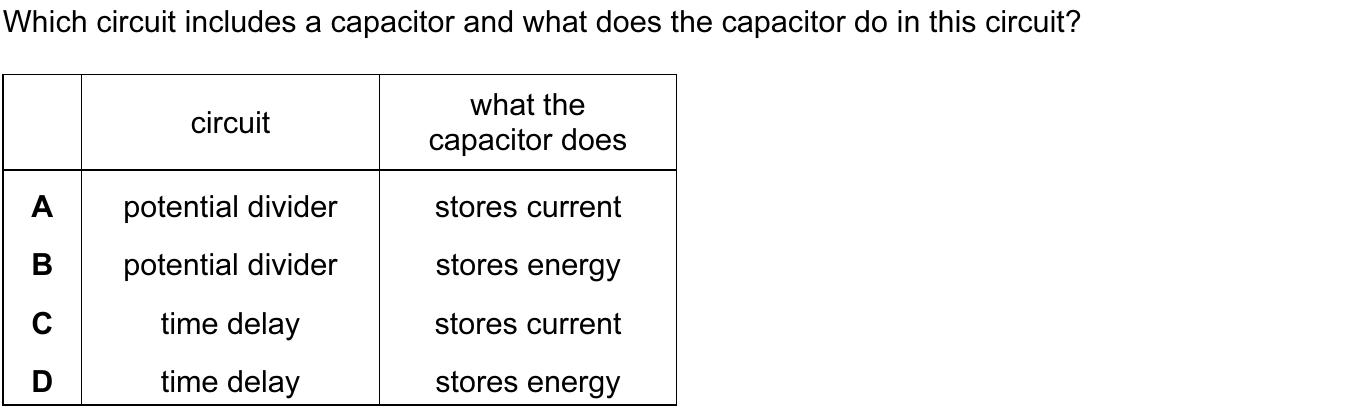 Which circuit includes a capacitor and what does the capacitor do in this circuit?
circuit
what the
capacitor does
A potential divider stores current
B potential divider stores energy
C time delay stores current
D time delay stores energy